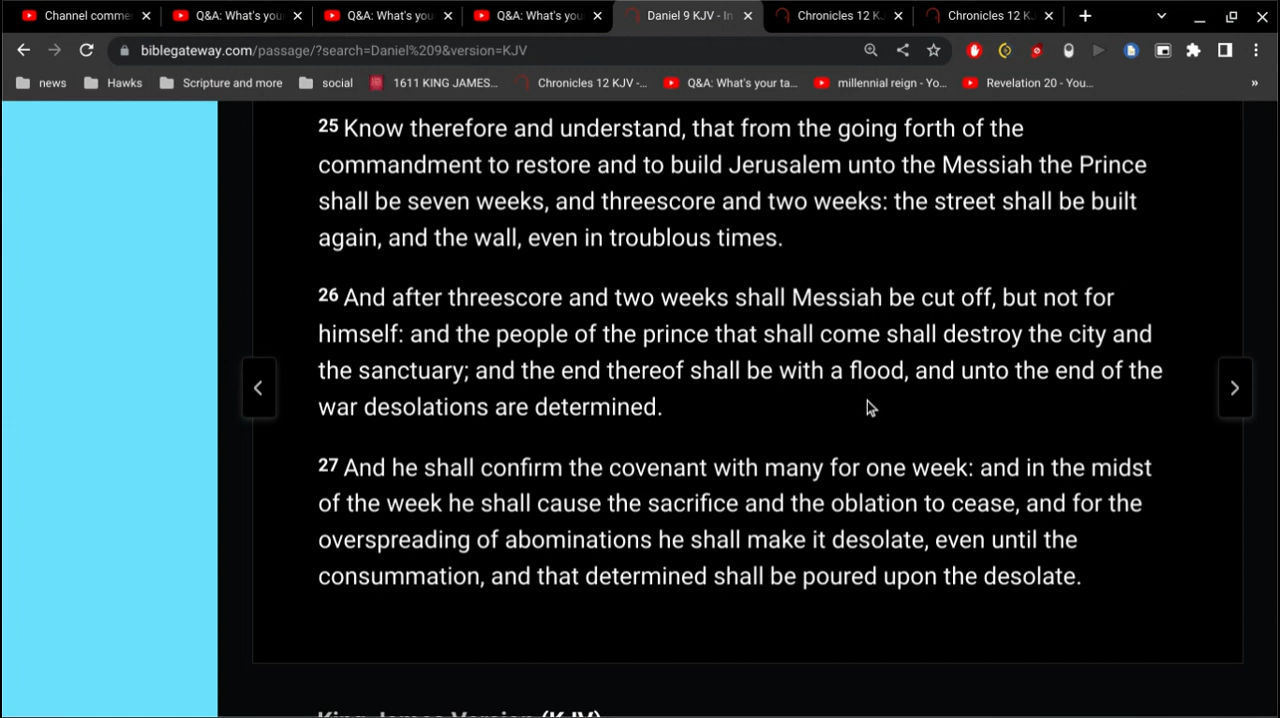 Channel comme
Q&A: What's you
Q&A: What's you
Q&A: What's you
Daniel 9 KJV - In
Chronicles 12 KJ
Chronicles 12 KJ
biblegateway.com/passage/?search=Daniel%209&version=KJV
news
Hawks
Scripture and more
social
1611 KING JAMES...
Chronicles 12 KJV -...
Q&A: What's your ta...
millennial reign - Yo...
Revelation 20 - You...
»
25 Know therefore and understand, that from the going forth of the
commandment to restore and to build Jerusalem unto the Messiah the Prince
shall be seven weeks, and threescore and two weeks: the street shall be built
again, and the wall, even in troublous times.
26 And after threescore and two weeks shall Messiah be cut off, but not for
himself: and the people of the prince that shall come shall destroy the city and
the sanctuary; and the end thereof shall be with a flood, and unto the end of the
war desolations are determined.
27 And he shall confirm the covenant with many for one week: and in the midst
of the week he shall cause the sacrifice and the oblation to cease, and for the
overspreading of abominations he shall make it desolate, even until the
consummation, and that determined shall be poured upon the desolate.
King James Version (KJV)